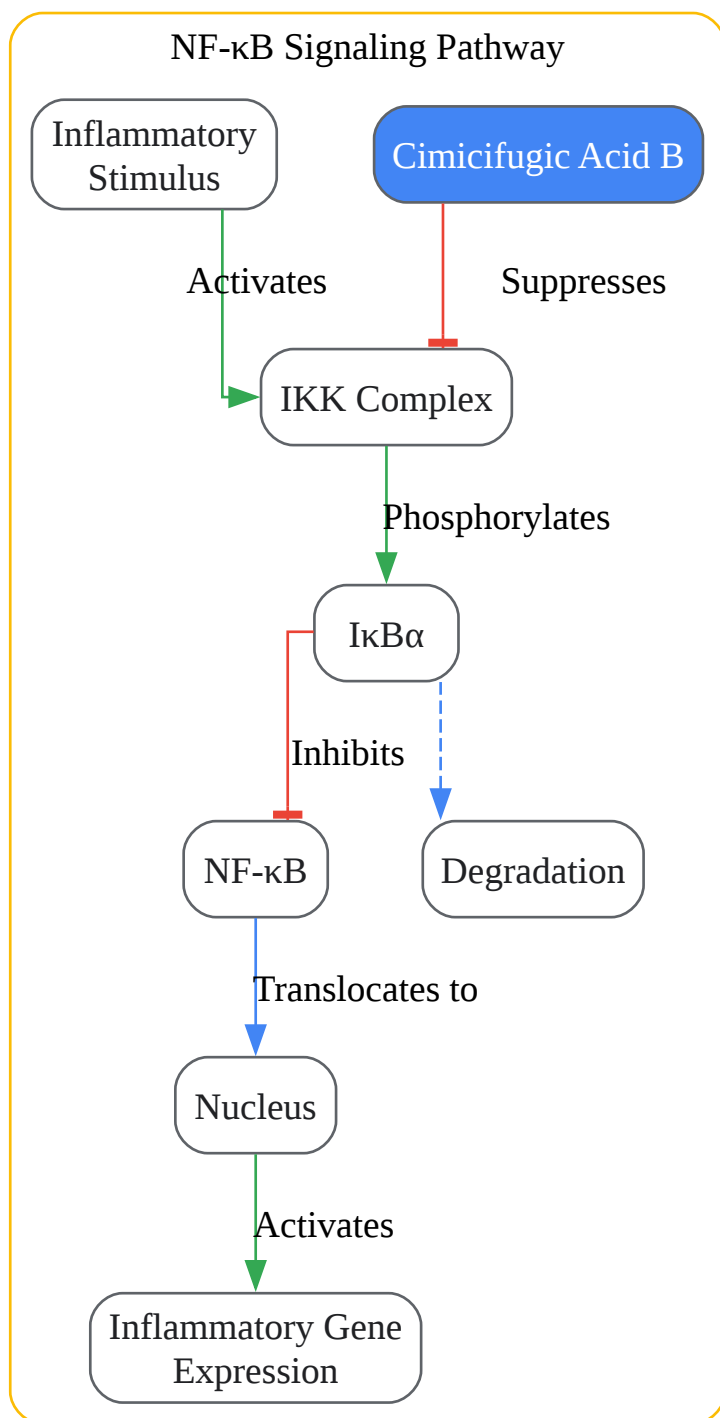 NF-κB Signaling Pathway
Inflammatory
Stimulus
Cimicifugic Acid B
Activates
Suppresses
IKK Complex
Phosphorylates
IκBα
Inhibits
NF-κB
Degradation
Translocates to
Nucleus
Activates
Inflammatory Gene
Expression